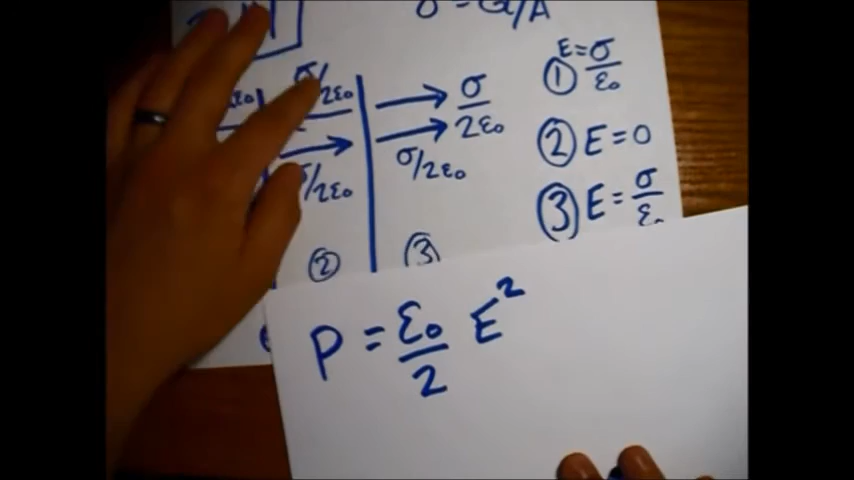 σ = Q/A
E = σ/ε₀
①
σ/2ε₀
σ/2ε₀
② E = 0
σ/2ε₀
σ/2ε₀
③ E = σ/ε₀
② ③
P = ε₀/2 E²